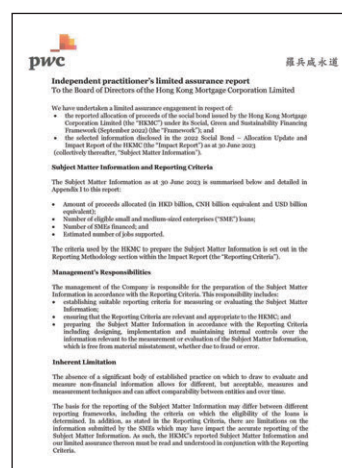 pwc
羅兵咸永道
Independent practitioner's limited assurance report
To the Board of Directors of the Hong Kong Mortgage Corporation Limited
We have undertaken a limited assurance engagement in respect of:
• the reported allocation of proceeds of the social bond issued by the Hong Kong Mortgage
Corporation Limited (the "HKMC") under its Social, Green and Sustainability Financing
Framework (September 2022) (the "Framework"); and
• the selected information disclosed in the 2022 Social Bond – Allocation Update and
Impact Report of the HKMC (the "Impact Report") as at 30 June 2023
(collectively thereafter, "Subject Matter Information").
Subject Matter Information and Reporting Criteria
The Subject Matter Information as at 30 June 2023 is summarised below and detailed in
Appendix I to this report:
• Amount of proceeds allocated (in HKD billion, CNH billion equivalent and USD billion
equivalent);
• Number of eligible small and medium-sized enterprises ("SME") loans;
• Number of SMEs financed; and
• Estimated number of jobs supported.
The criteria used by the HKMC to prepare the Subject Matter Information is set out in the
Reporting Methodology section within the Impact Report (the "Reporting Criteria").
Management's Responsibilities
The management of the Company is responsible for the preparation of the Subject Matter
Information in accordance with the Reporting Criteria. This responsibility includes:
• establishing suitable reporting criteria for measuring or evaluating the Subject Matter
Information;
• ensuring that the Reporting Criteria are relevant and appropriate to the HKMC; and
• preparing the Subject Matter Information in accordance with the Reporting Criteria
including designing, implementation and maintaining internal controls over the
information relevant to the measurement or evaluation of the Subject Matter Information,
which is free from material misstatement, whether due to fraud or error.
Inherent Limitation
The absence of a significant body of established practice on which to draw to evaluate and
measure non-financial information allows for different, but acceptable, measures and
measurement techniques and can affect comparability between entities and over time.
The basis for the reporting of the Subject Matter Information may differ between different
reporting frameworks, including the criteria on which the eligibility of the loans is
determined. In addition, as stated in the Reporting Criteria, there are limitations on the
information submitted by the SMEs which may have impact the accurate reporting of the
Subject Matter Information. As such, the HKMC's reported Subject Matter Information and
our limited assurance thereon must be read and understood in conjunction with the Reporting
Criteria.